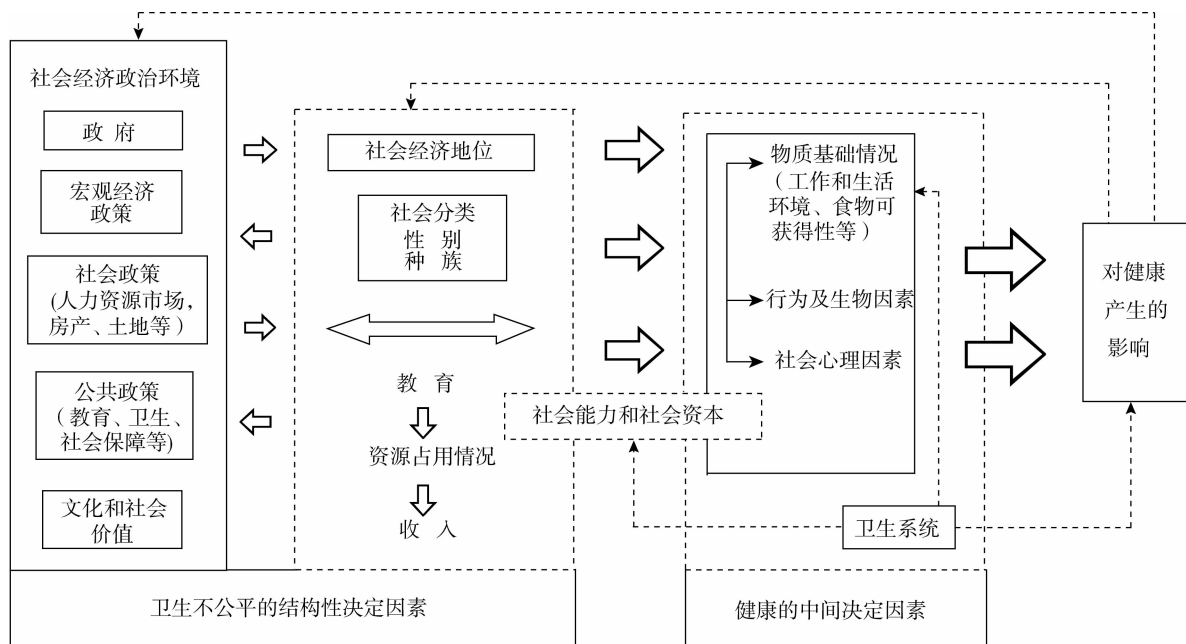 社会经济政治环境
政 府
宏观经济
政策
社会政策
(人力资源市场,
房产、土地等）
公共政策
（教育、卫生、
社会保障等)
文化和社会
价值
社会经济地位
社会分类
性 别
种 族
教 育
资源占用情况
收 入
社会能力和社会资本
物质基础情况
（工作和生活
环境、食物可
获得性等）
行为及生物因素
社会心理因素
卫生系统
对健康
产生的
影响
卫生不公平的结构性决定因素
健康的中间决定因素